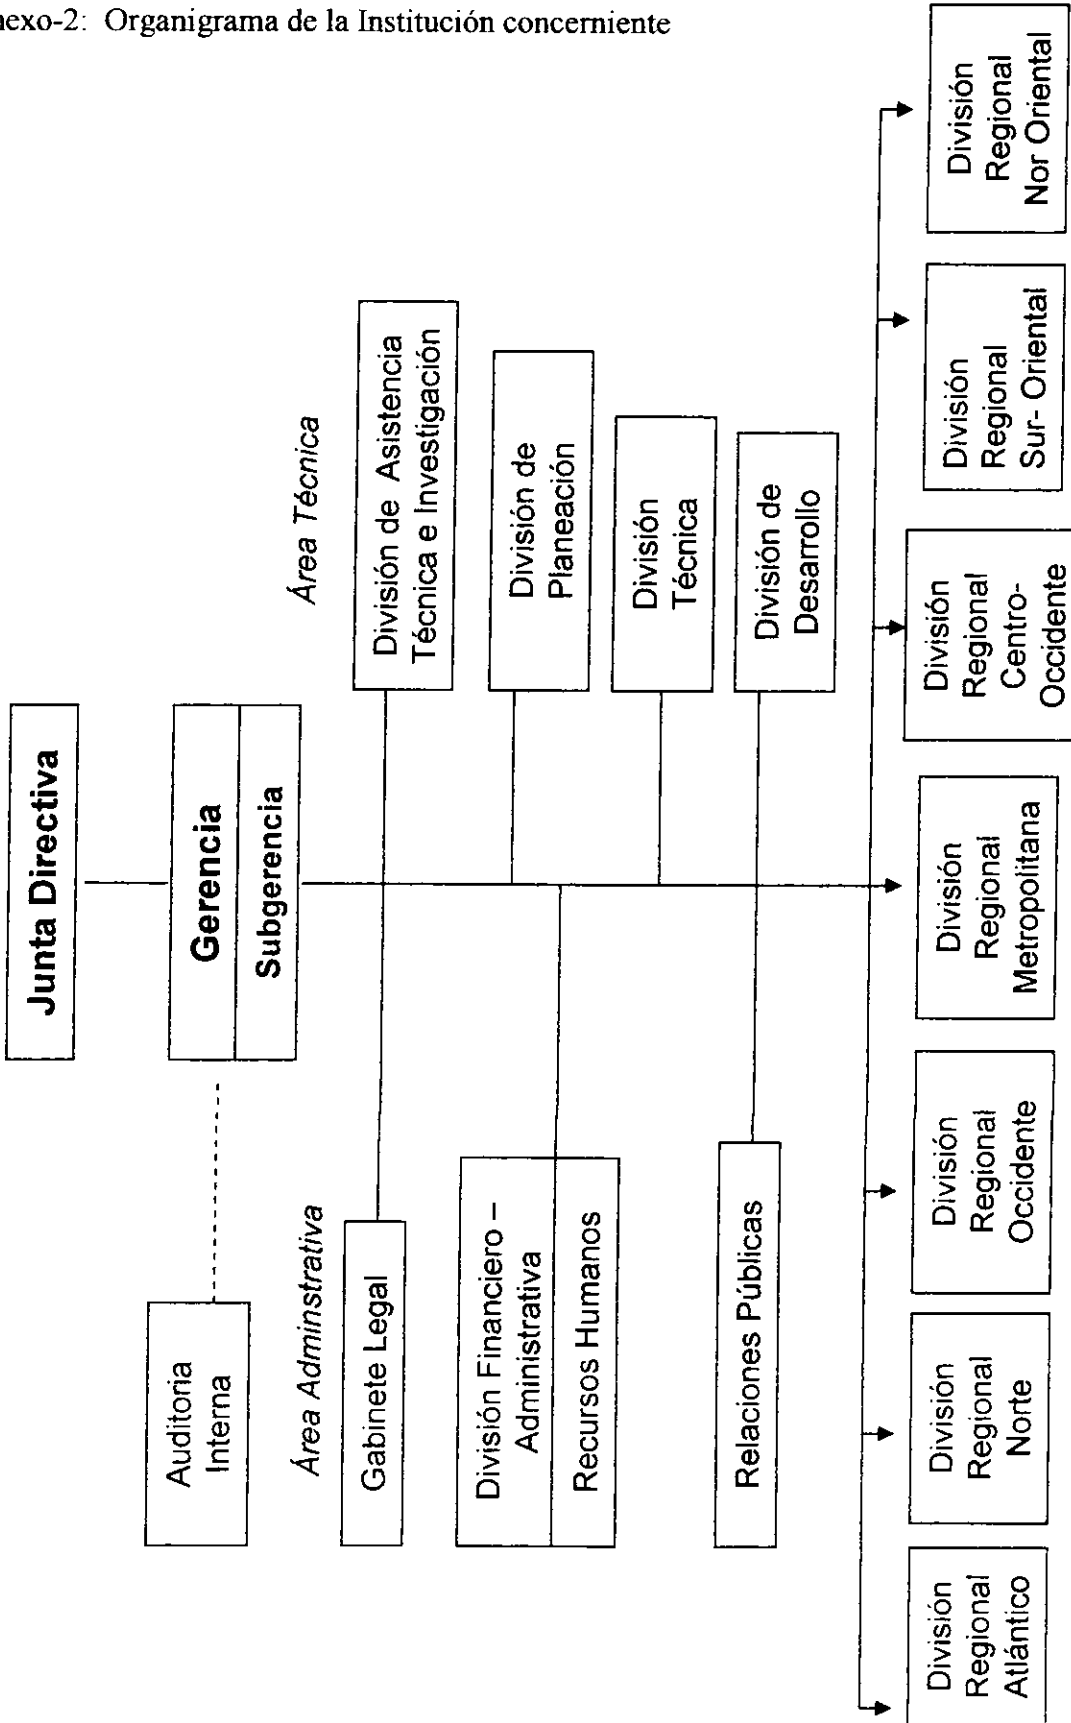 nexo-2: Organigrama de la Institución concerniente
Junta Directiva
Gerencia
Subgerencia
Auditoria
Interna
Área Adminstrativa
Gabinete Legal
División Financiero –
Administrativa
Recursos Humanos
Relaciones Públicas
Área Técnica
División de Asistencia
Técnica e Investigación
División de
Planeación
División
Técnica
División de
Desarrollo
División
Regional
Atlántico
División
Regional
Norte
División
Regional
Occidente
División
Regional
Metropolitana
División
Regional
Centro-
Occidente
División
Regional
Sur- Oriental
División
Regional
Nor Oriental